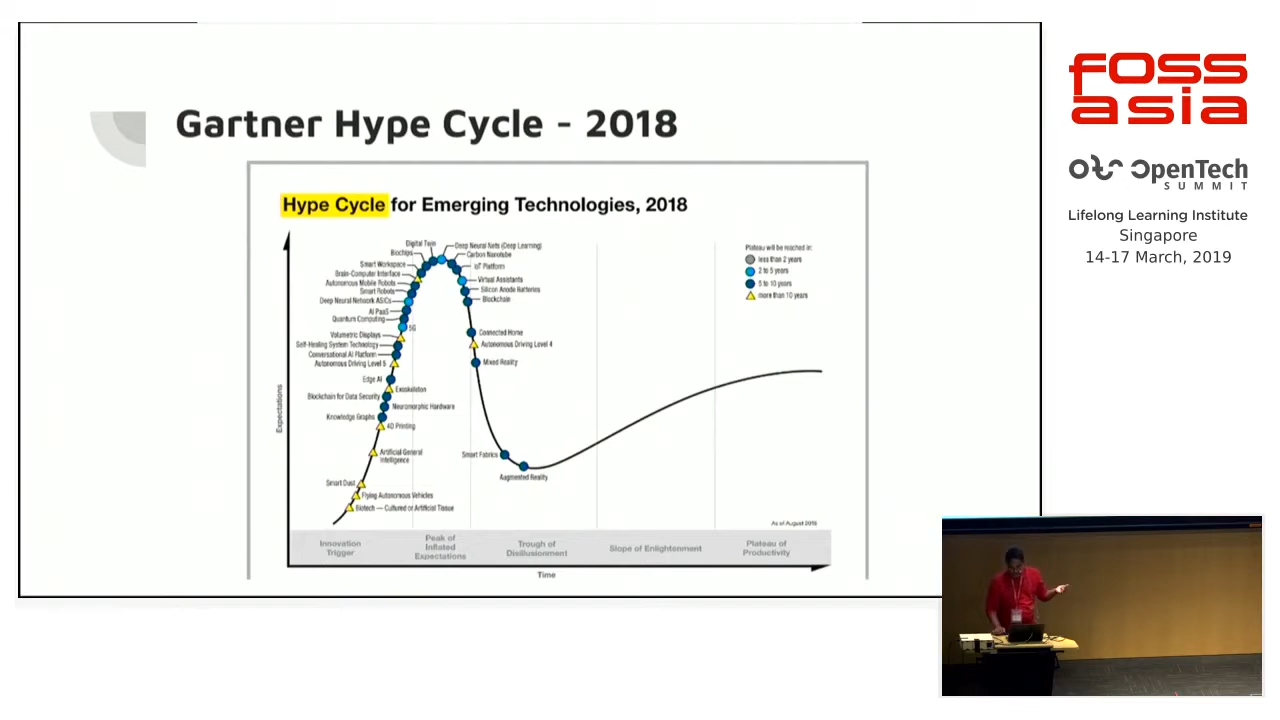 Gartner Hype Cycle - 2018
Hype Cycle for Emerging Technologies, 2018
Digital Twin
Biochips
Smart Workspace
Brain-Computer Interface
Autonomous Mobile Robots
Smart Robots
Deep Neural Network ASICs
AI PaaS
Quantum Computing
5G
Volumetric Displays
Self-Healing System Technology
Conversational AI Platform
Autonomous Driving Level 5
Edge AI
Exoskeleton
Blockchain for Data Security
Neuromorphic Hardware
Knowledge Graphs
4D Printing
Artificial General
Intelligence
Smart Dust
Flying Autonomous Vehicles
Biotech — Cultured or Artificial Tissue
Deep Neural Nets (Deep Learning)
Carbon Nanotube
IoT Platform
Virtual Assistants
Silicon Anode Batteries
Blockchain
Connected Home
Autonomous Driving Level 4
Mixed Reality
Smart Fabrics
Augmented Reality
Plateau will be reached in:
less than 2 years
2 to 5 years
5 to 10 years
more than 10 years
As of August 2018
Expectations
Innovation
Trigger
Peak of
Inflated
Expectations
Trough of
Disillusionment
Slope of Enlightenment
Plateau of
Productivity
Time
FOSS
asia
OpenTech
SUMMIT
Lifelong Learning Institute
Singapore
14-17 March, 2019